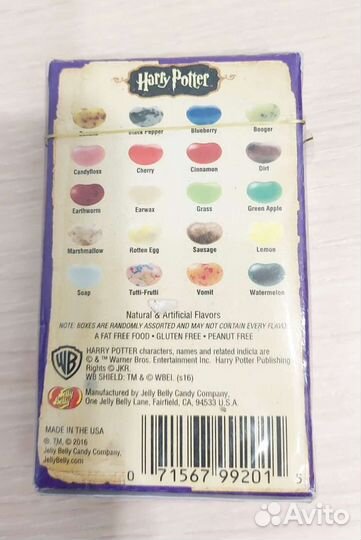 Harry Potter
Black Pepper Blueberry Booger
Candyfloss Cherry Cinnamon Dirt
Earthworm Earwax Grass Green Apple
Marshmallow Rotten Egg Sausage Lemon
Soap Tutti-Frutti Vomit Watermelon
Natural & Artificial Flavors
NOTE: BOXES ARE RANDOMLY ASSORTED AND MAY NOT CONTAIN EVERY FLAVOR
A FAT FREE FOOD • GLUTEN FREE • PEANUT FREE
WB
HARRY POTTER characters, names and related indicia are
© & ™ Warner Bros. Entertainment Inc. Harry Potter Publishing
Rights © JKR.
WB SHIELD: TM & © WBEI. (s16)
Jelly Belly
Manufactured by Jelly Belly Candy Company,
One Jelly Belly Lane, Fairfield, CA, 94533 U.S.A.
MADE IN THE USA
®, ™, © 2016
Jelly Belly Candy Company,
JellyBelly.com
0 71567 99201 5
Avito